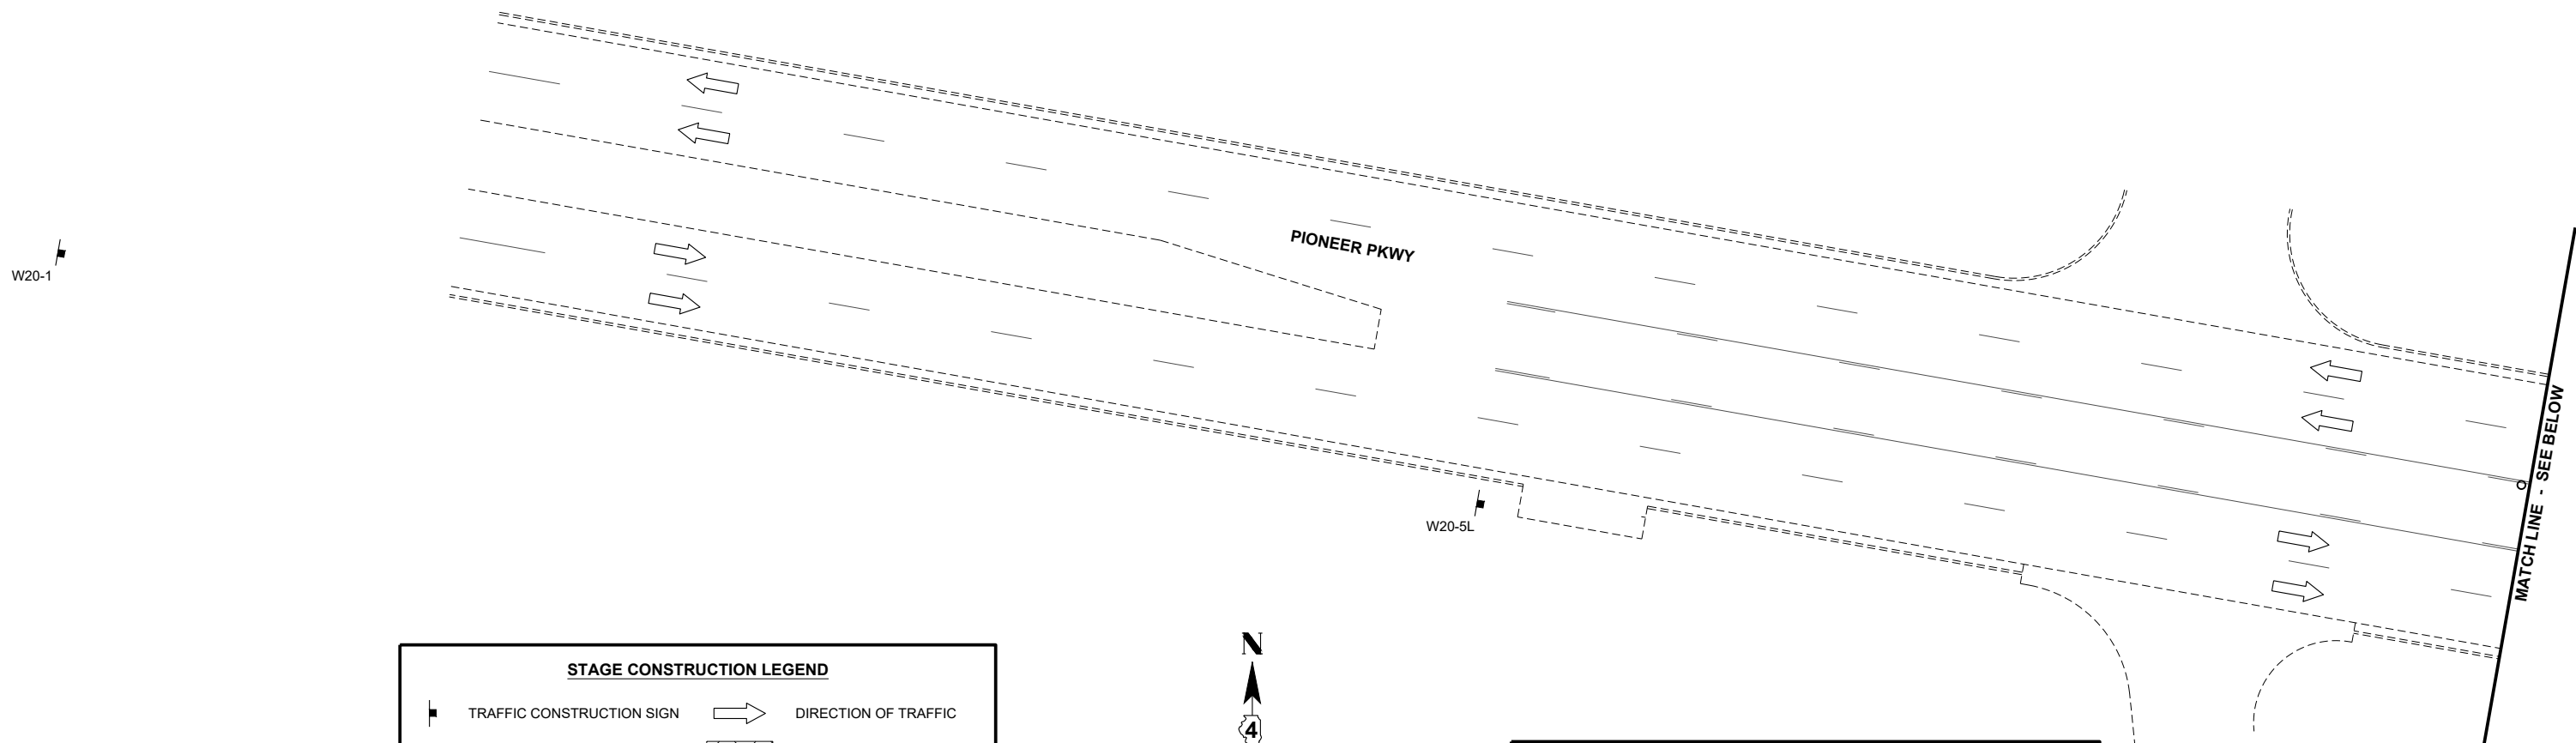 PIONEER PKWY
W20-1
W20-5L
MATCH LINE - SEE BELOW
STAGE CONSTRUCTION LEGEND
TRAFFIC CONSTRUCTION SIGN
DIRECTION OF TRAFFIC
N
4